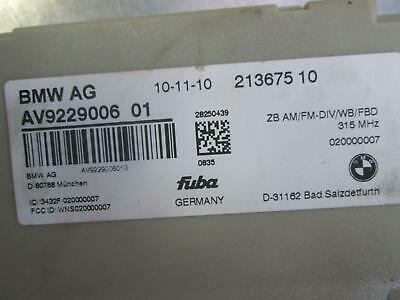 BMW AG
10-11-10
213675 10
AV9229006 01
28250439
ZB AM/FM-DIV/WB/FBD
315 MHz
020000007
0835
BMW AG
AV922900601G
D-80788 München
fuba
GERMANY
D-31162 Bad Salzdetfurth
IC: 3432F-020000007
FCC ID: WNS020000007